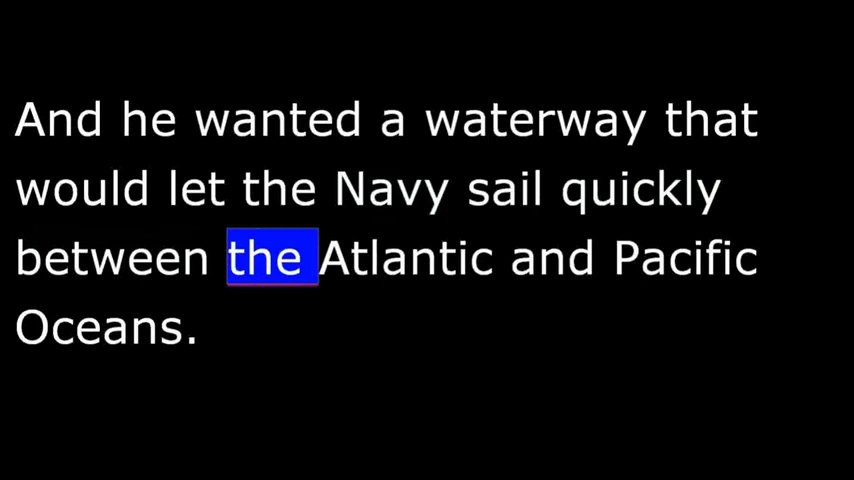 And he wanted a waterway that
would let the Navy sail quickly
between the Atlantic and Pacific
Oceans.